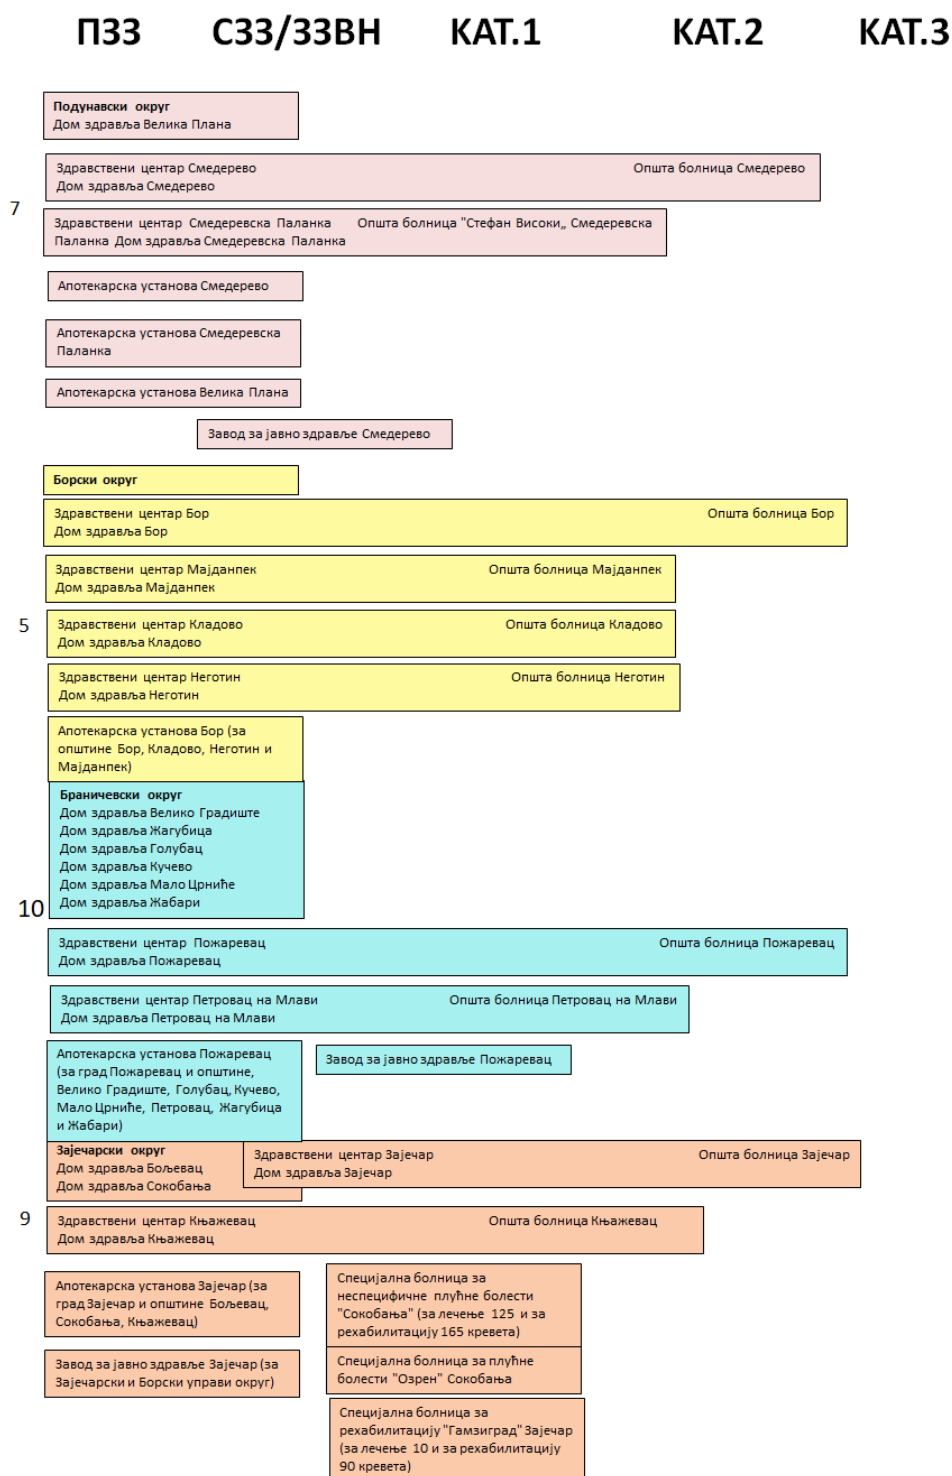 ПЗЗ СЗЗ/ЗЗВН КАТ.1 КАТ.2 КАТ.3
Подунавски округ
Дом здравља Велика Плана
Здравствени центар Смедерево Општа болница Смедерево
Дом здравља Смедерево
7
Здравствени центар Смедеревска Паланка Општа болница "Стефан Високи„ Смедеревска
Паланка Дом здравља Смедеревска Паланка
Апотекарска установа Смедерево
Апотекарска установа Смедеревска
Паланка
Апотекарска установа Велика Плана
Завод за јавно здравље Смедерево
Борски округ
Здравствени центар Бор Општа болница Бор
Дом здравља Бор
Здравствени центар Мајданпек Општа болница Мајданпек
Дом здравља Мајданпек
5
Здравствени центар Кладово Општа болница Кладово
Дом здравља Кладово
Здравствени центар Неготин Општа болница Неготин
Дом здравља Неготин
Апотекарска установа Бор (за
општине Бор, Кладово, Неготин и
Мајданпек)
Браничевски округ
Дом здравља Велико Градиште
Дом здравља Жагубица
Дом здравља Голубац
Дом здравља Кучево
Дом здравља Мало Црниће
Дом здравља Жабари
10
Здравствени центар Пожаревац Општа болница Пожаревац
Дом здравља Пожаревац
Здравствени центар Петровац на Млави Општа болница Петровац на Млави
Дом здравља Петровац на Млави
Апотекарска установа Пожаревац
(за град Пожаревац и општине,
Велико Градиште, Голубац, Кучево,
Мало Црниће, Петровац, Жагубица
и Жабари)
Завод за јавно здравље Пожаревац
Зајечарски округ
Дом здравља Бољевац
Дом здравља Сокобања
Здравствени центар Зајечар Општа болница Зајечар
Дом здравља Зајечар
9
Здравствени центар Књажевац Општа болница Књажевац
Дом здравља Књажевац
Апотекарска установа Зајечар (за
град Зајечар и општине Бољевац,
Сокобања, Књажевац)
Специјална болница за
неспецифичне плућне болести
"Сокобања" (за лечење 125 и за
рехабилитацију 165 кревета)
Завод за јавно здравље Зајечар (за
Зајечарски и Борски управи округ)
Специјална болница за плућне
болести "Озрен" Сокобања
Специјална болница за
рехабилитацију "Гамзиград" Зајечар
(за лечење 10 и за рехабилитацију
90 кревета)